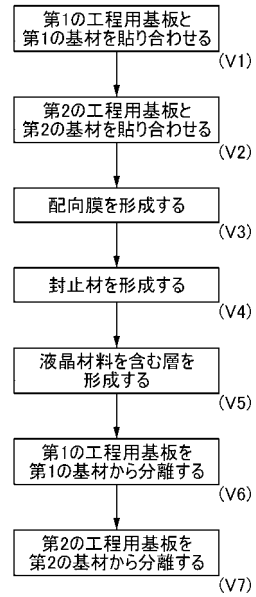 第1の工程用基板と
第1の基材を貼り合わせる
(V1)
第2の工程用基板と
第2の基材を貼り合わせる
(V2)
配向膜を形成する
(V3)
封止材を形成する
(V4)
液晶材料を含む層を
形成する
(V5)
第1の工程用基板を
第1の基材から分離する
(V6)
第2の工程用基板を
第2の基材から分離する
(V7)